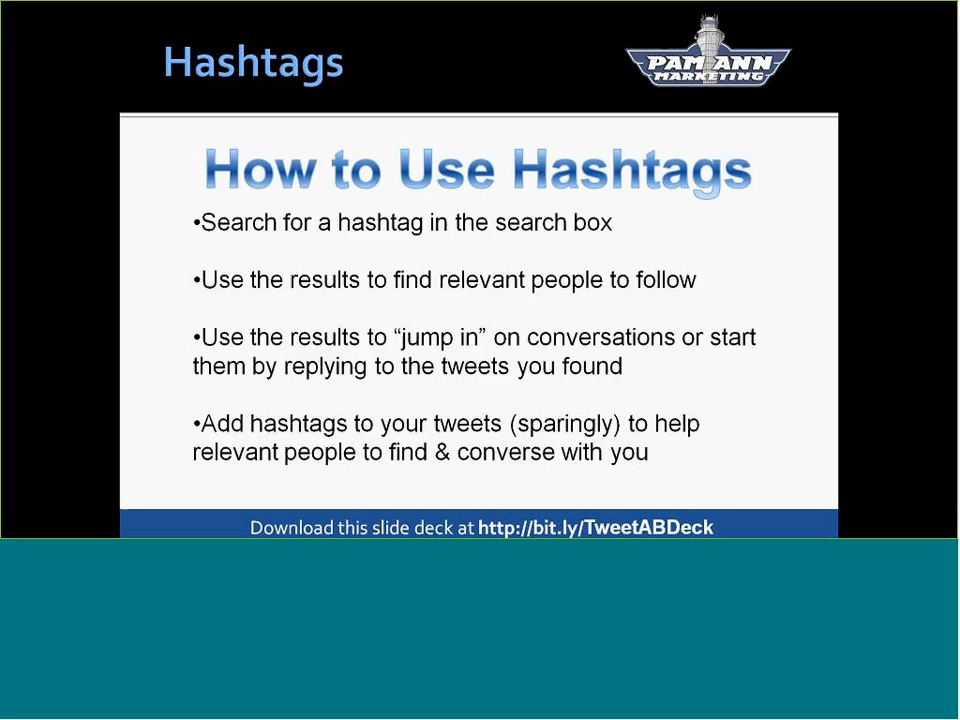 Hashtags
PAM ANN
MARKETING
How to Use Hashtags
•Search for a hashtag in the search box
•Use the results to find relevant people to follow
•Use the results to “jump in” on conversations or start
them by replying to the tweets you found
•Add hashtags to your tweets (sparingly) to help
relevant people to find & converse with you
Download this slide deck at http://bit.ly/TweetABDeck